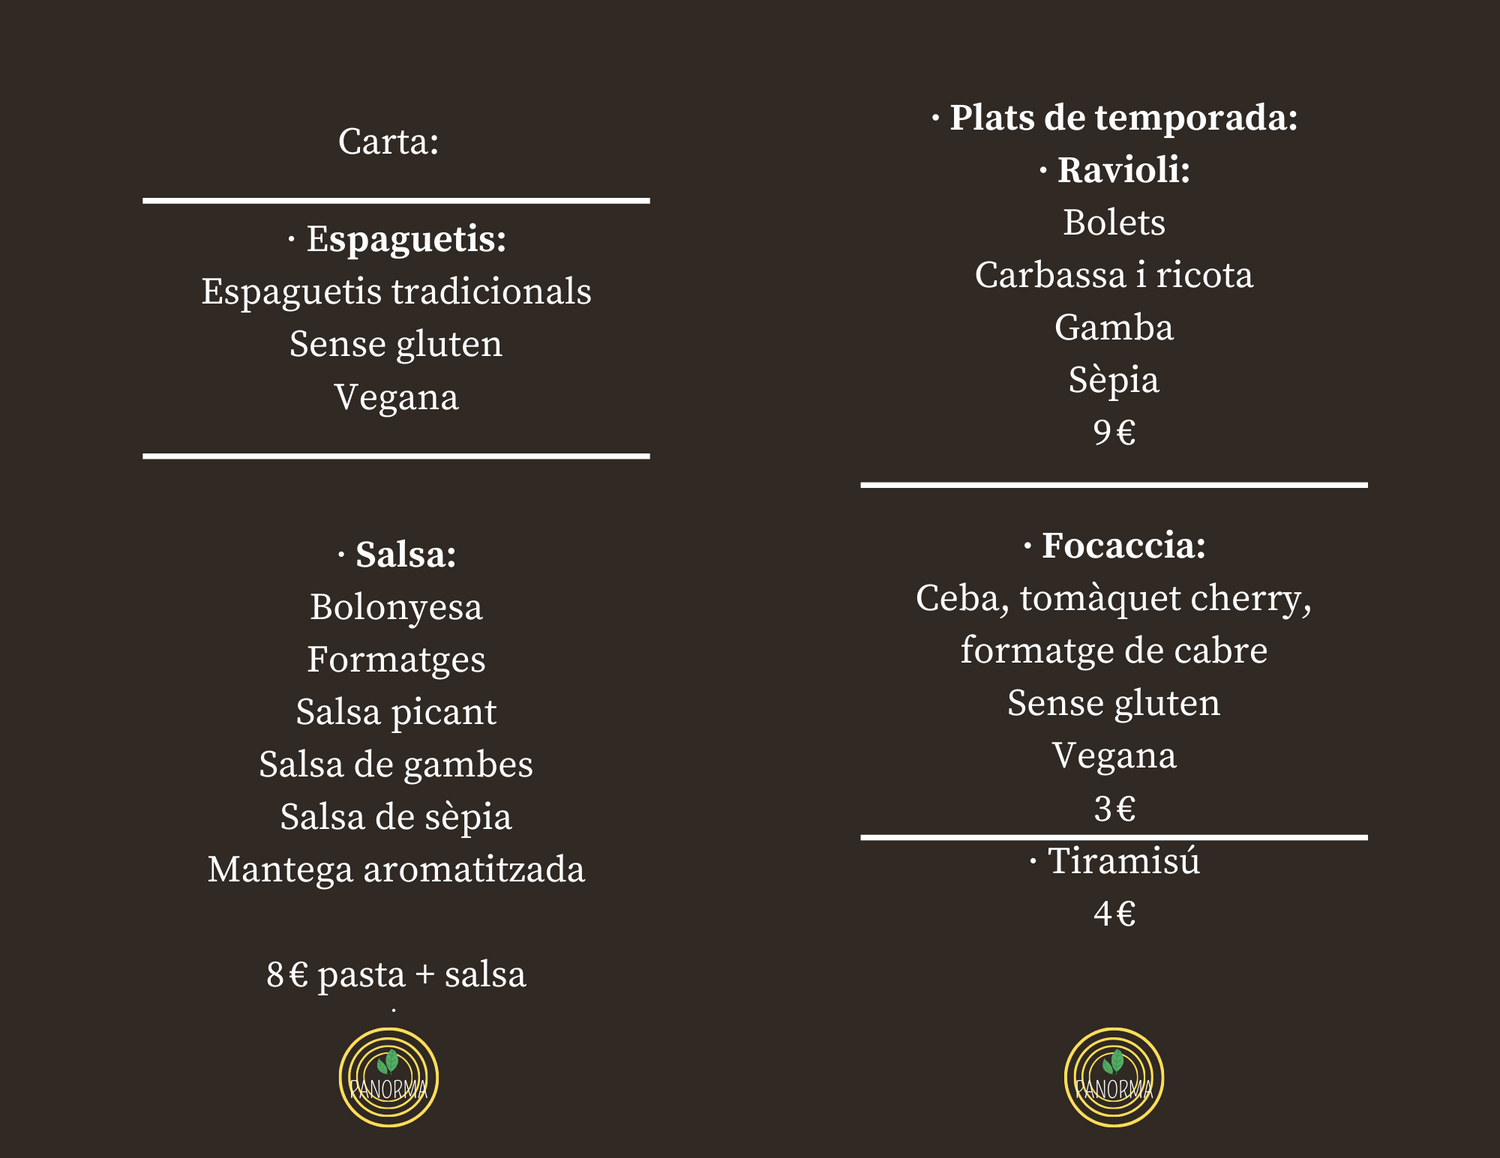 Carta:
· Espaguetis:
Espaguetis tradicionals
Sense gluten
Vegana
· Salsa:
Bolonyesa
Formatges
Salsa picant
Salsa de gambes
Salsa de sèpia
Mantega aromatitzada
8€ pasta + salsa
·
PANORMA
· Plats de temporada:
· Ravioli:
Bolets
Carbassa i ricota
Gamba
Sèpia
9€
· Focaccia:
Ceba, tomàquet cherry,
formatge de cabre
Sense gluten
Vegana
3€
· Tiramisú
4€
PANORMA